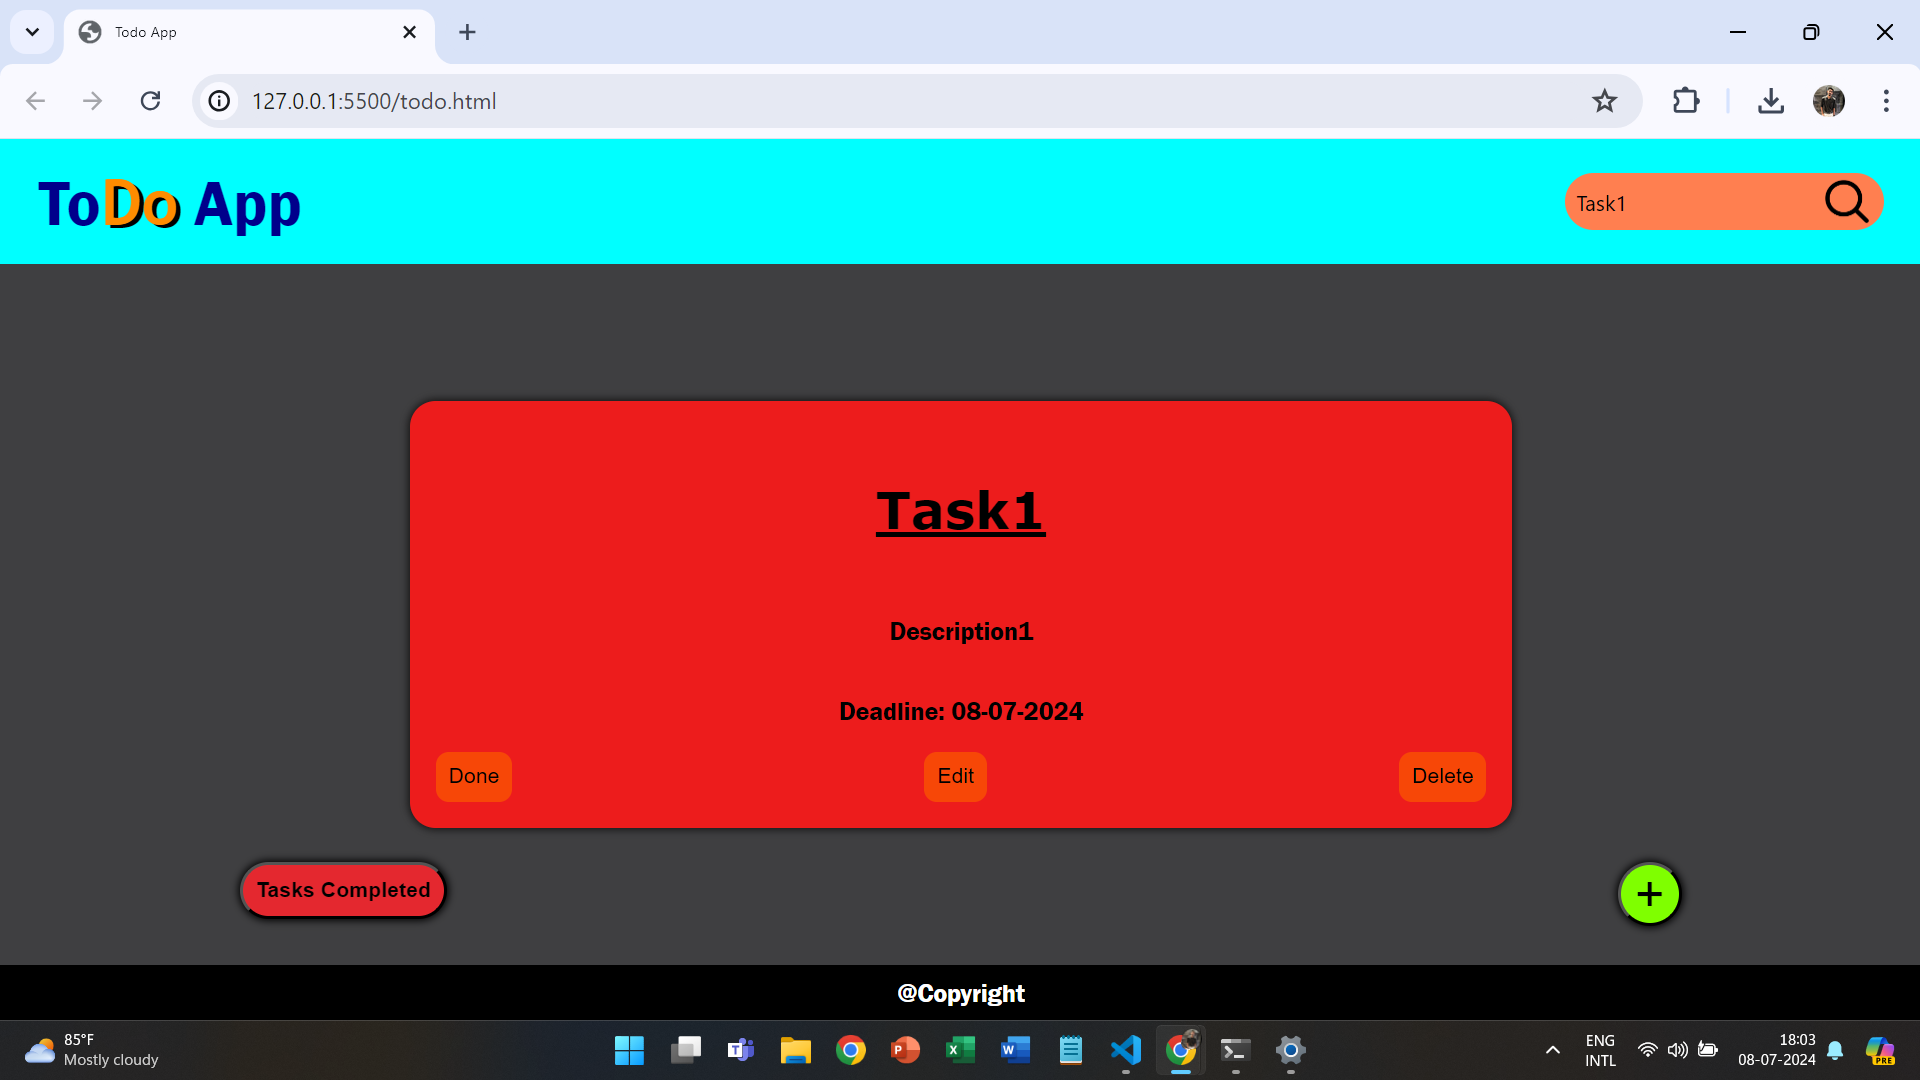 Todo App
127.0.0.1:5500/todo.html
ToDo App
Task1
Task1
Description1
Deadline: 08-07-2024
Done
Edit
Delete
Tasks Completed
+
@Copyright
85°F
Mostly cloudy
ENG
INTL
18:03
08-07-2024
PRE